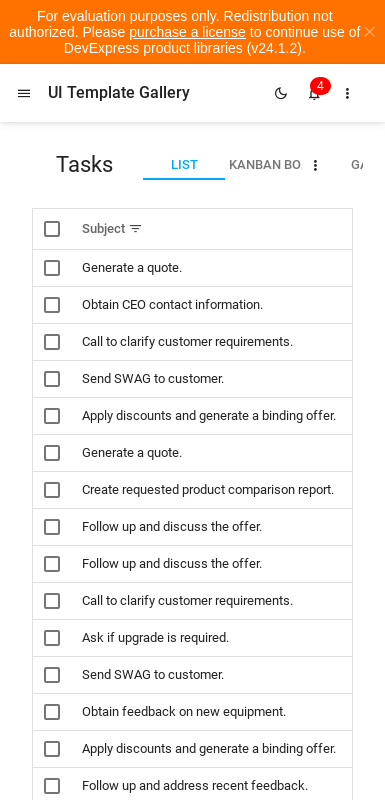 For evaluation purposes only. Redistribution not
authorized. Please purchase a license to continue use of
DevExpress product libraries (v24.1.2).
UI Template Gallery
4
Tasks
LIST
KANBAN BO
Subject
Generate a quote.
Obtain CEO contact information.
Call to clarify customer requirements.
Send SWAG to customer.
Apply discounts and generate a binding offer.
Generate a quote.
Create requested product comparison report.
Follow up and discuss the offer.
Follow up and discuss the offer.
Call to clarify customer requirements.
Ask if upgrade is required.
Send SWAG to customer.
Obtain feedback on new equipment.
Apply discounts and generate a binding offer.
Follow up and address recent feedback.